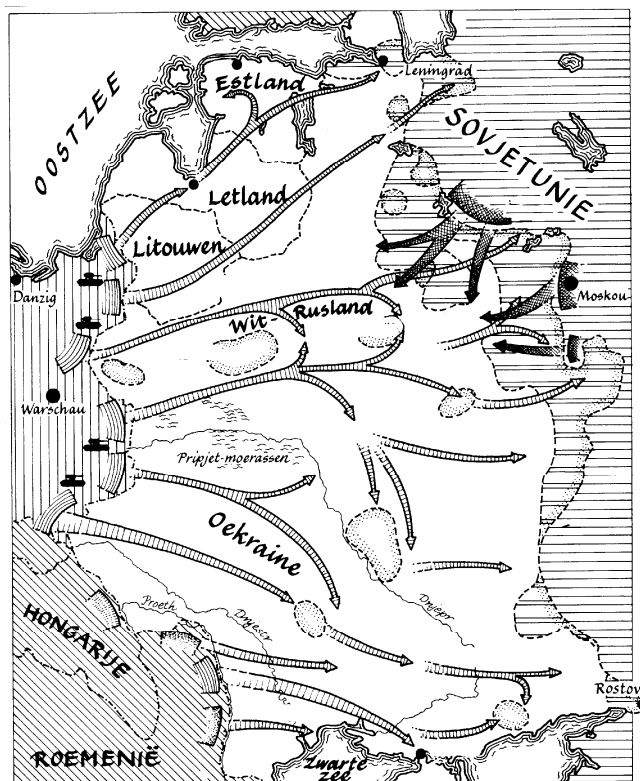 OOSTZEE
Estland
Leningrad
SOVJETUNIE
Letland
Litouwen
Danzig
Wit Rusland
Moskou
Warschau
Pripjet-moerassen
Oekraine
Proeth
Dnjestr
Dnjepr
HONGARIJE
Rostov
ROEMENIË
Zwarte
zee